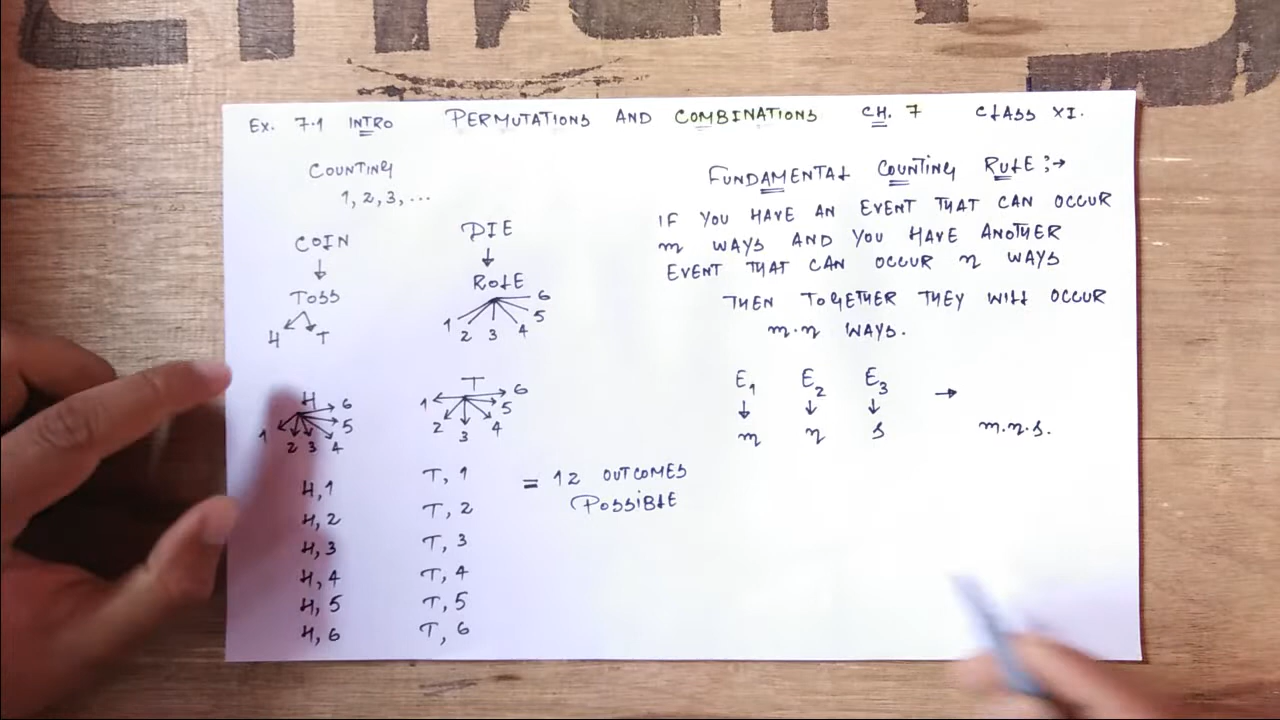 Ex. 7.1 INTRO PERMUTATIONS AND COMBINATIONS CH. 7 CLASS XI.
COUNTING
1, 2, 3, ...
COIN
↓
TOSS
H T
DIE
↓
ROLE
1 2 3 4 5 6
H
1 2 3 4 5 6
T
1 2 3 4 5 6
H, 1
H, 2
H, 3
H, 4
H, 5
H, 6
T, 1
T, 2
T, 3
T, 4
T, 5
T, 6
= 12 OUTCOMES
POSSIBLE
FUNDAMENTAL COUNTING RULE :→
IF YOU HAVE AN EVENT THAT CAN OCCUR
m WAYS AND YOU HAVE ANOTHER
EVENT THAT CAN OCCUR n WAYS
THEN TOGETHER THEY WILL OCCUR
m.n WAYS.
E1 E2 E3 →
↓ ↓ ↓
m n s m.n.s.